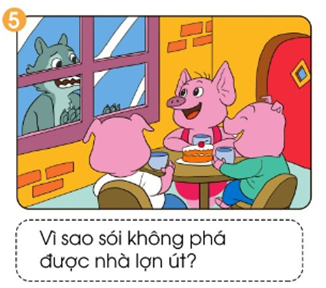 5
Vì sao sói không phá
được nhà lợn út?